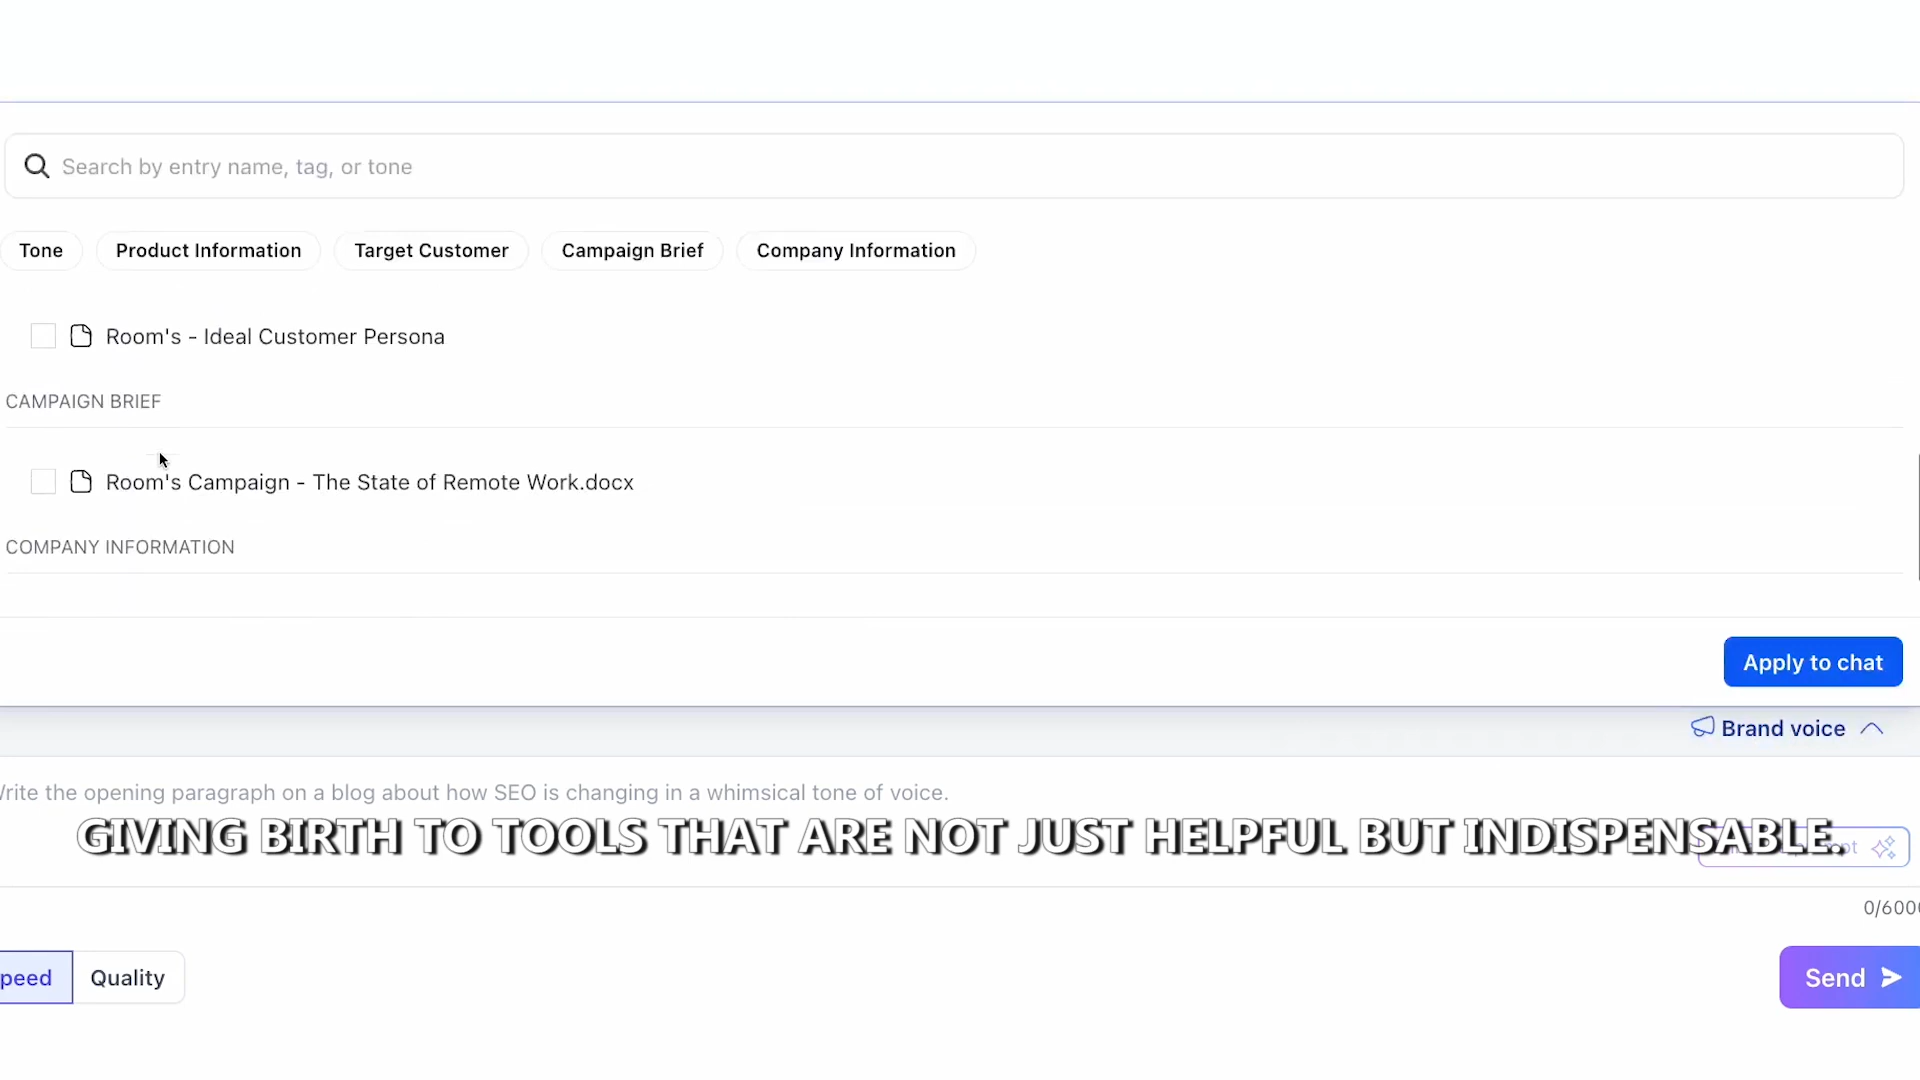 Search by entry name, tag, or tone
Tone Product Information Target Customer Campaign Brief Company Information
Room's - Ideal Customer Persona
CAMPAIGN BRIEF
Room's Campaign - The State of Remote Work.docx
COMPANY INFORMATION
Apply to chat
Brand voice
the opening paragraph on a blog about how SEO is changing in a whimsical tone of voice.
GIVING BIRTH TO TOOLS THAT ARE NOT JUST HELPFUL BUT INDISPENSABLE.
0/600
peed Quality
Send